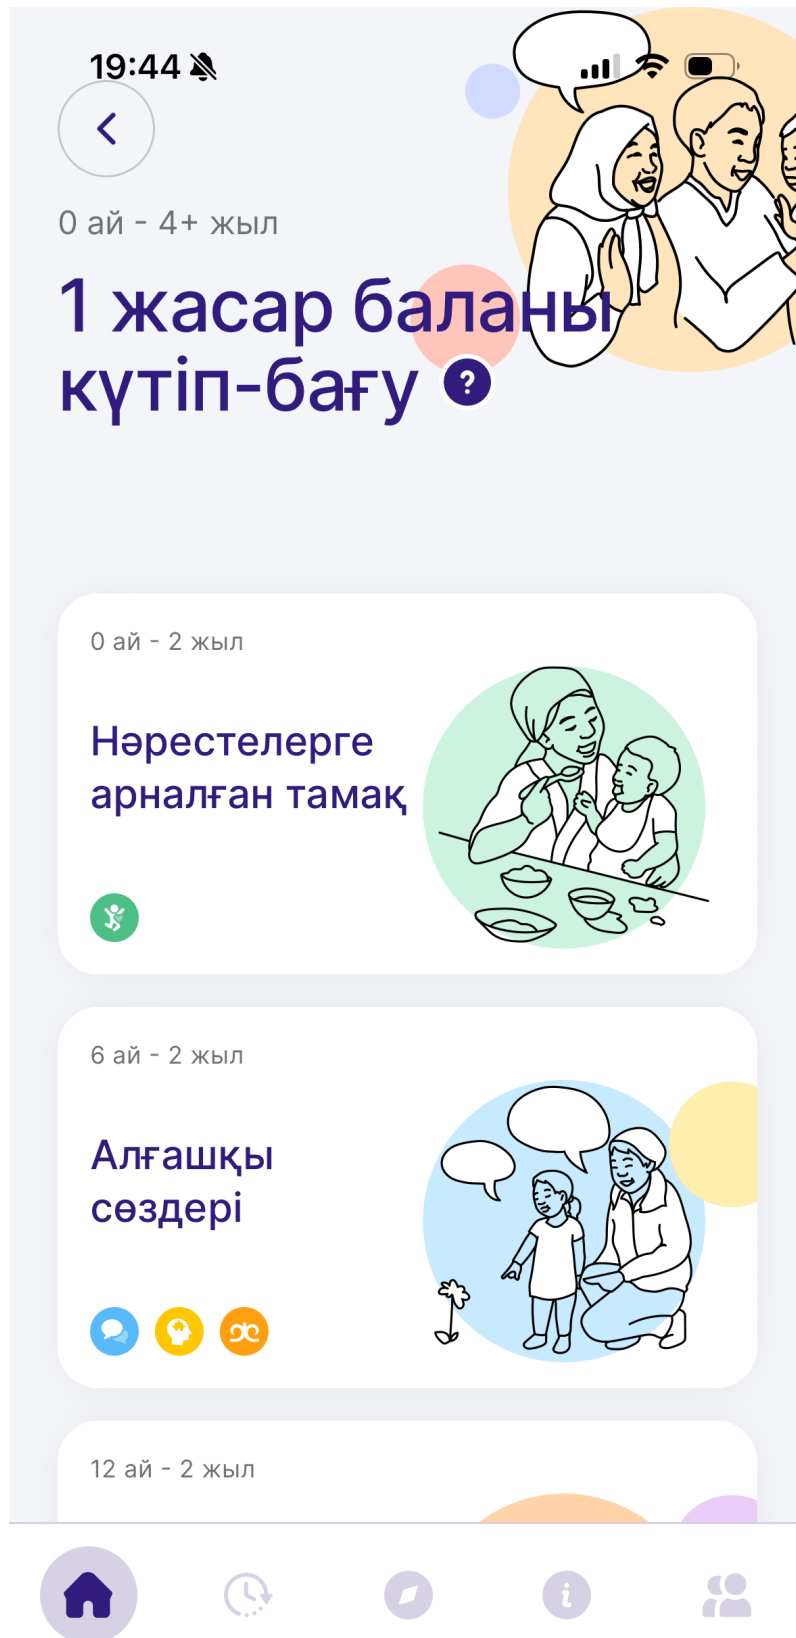 19:44
0 ай - 4+ жыл
1 жасар баланы
күтіп-бағу ?
0 ай - 2 жыл
Нәрестелерге
арналған тамақ
6 ай - 2 жыл
Алғашқы
сөздері
12 ай - 2 жыл